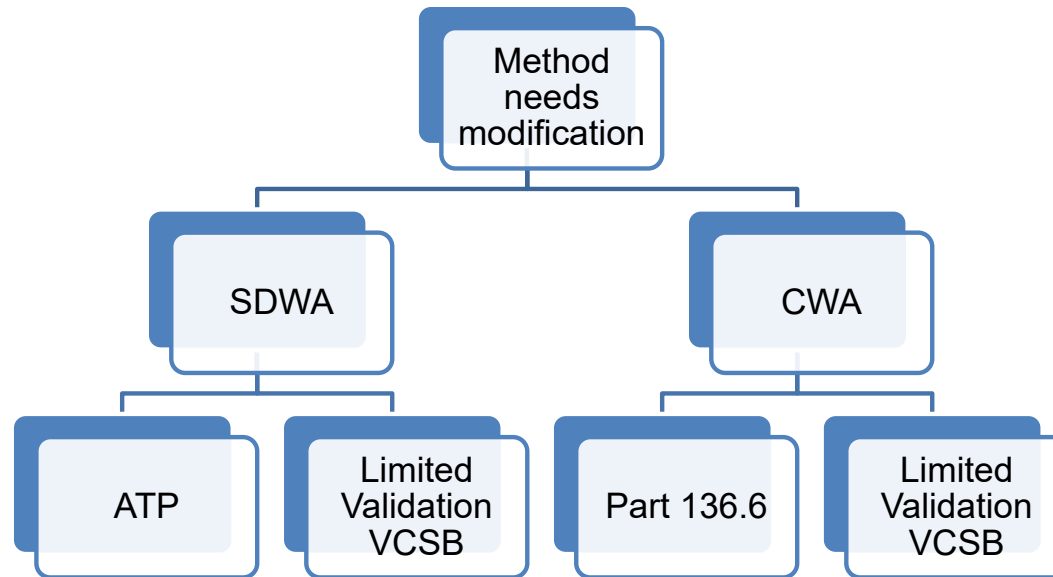 Method
needs
modification
SDWA
CWA
ATP
Limited
Validation
VCSB
Part 136.6
Limited
Validation
VCSB